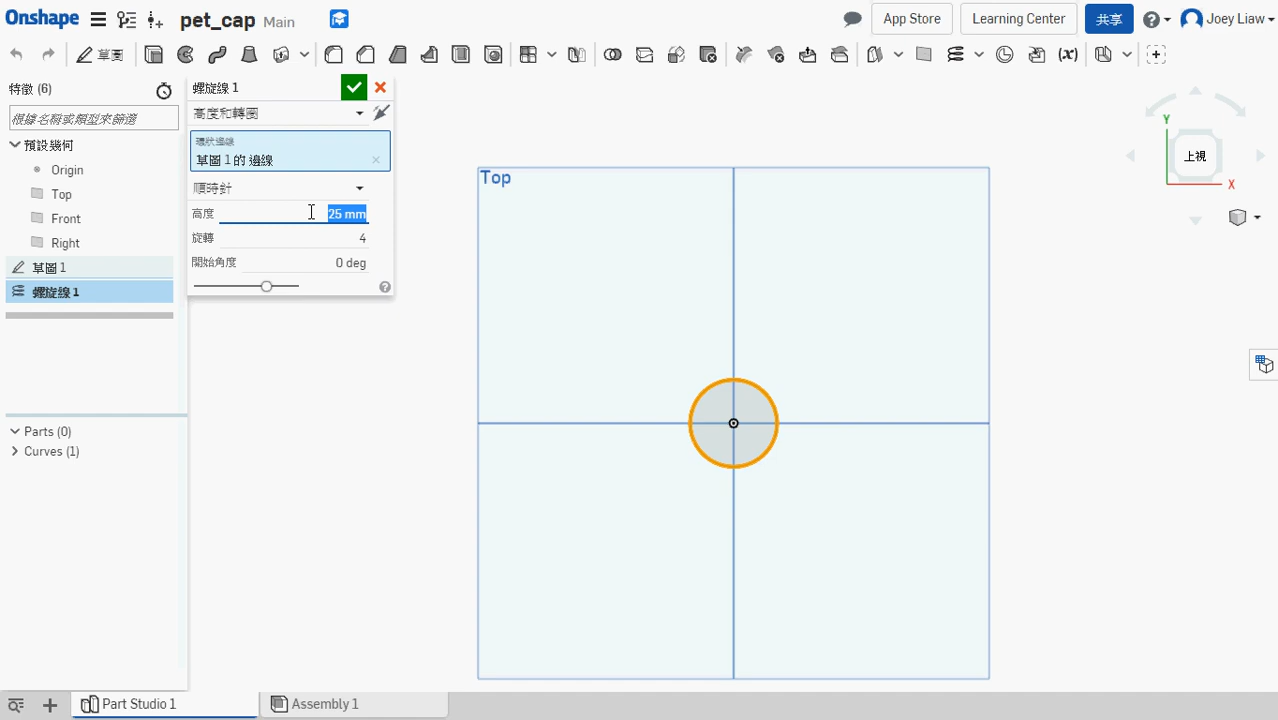 Onshape pet_cap Main App Store Learning Center 共享 Joey Liaw
草圖 (x)
特徵 (6)
根據名稱或類型來篩選
預設幾何
Origin
Top
Front
Right
草圖 1
螺旋線 1
Parts (0)
Curves (1)
螺旋線 1
高度和轉圈
環狀邊線
草圖 1 的 邊線
順時針
高度 25 mm
旋轉 4
開始角度 0 deg
Top
Y
上視
X
Part Studio 1
Assembly 1